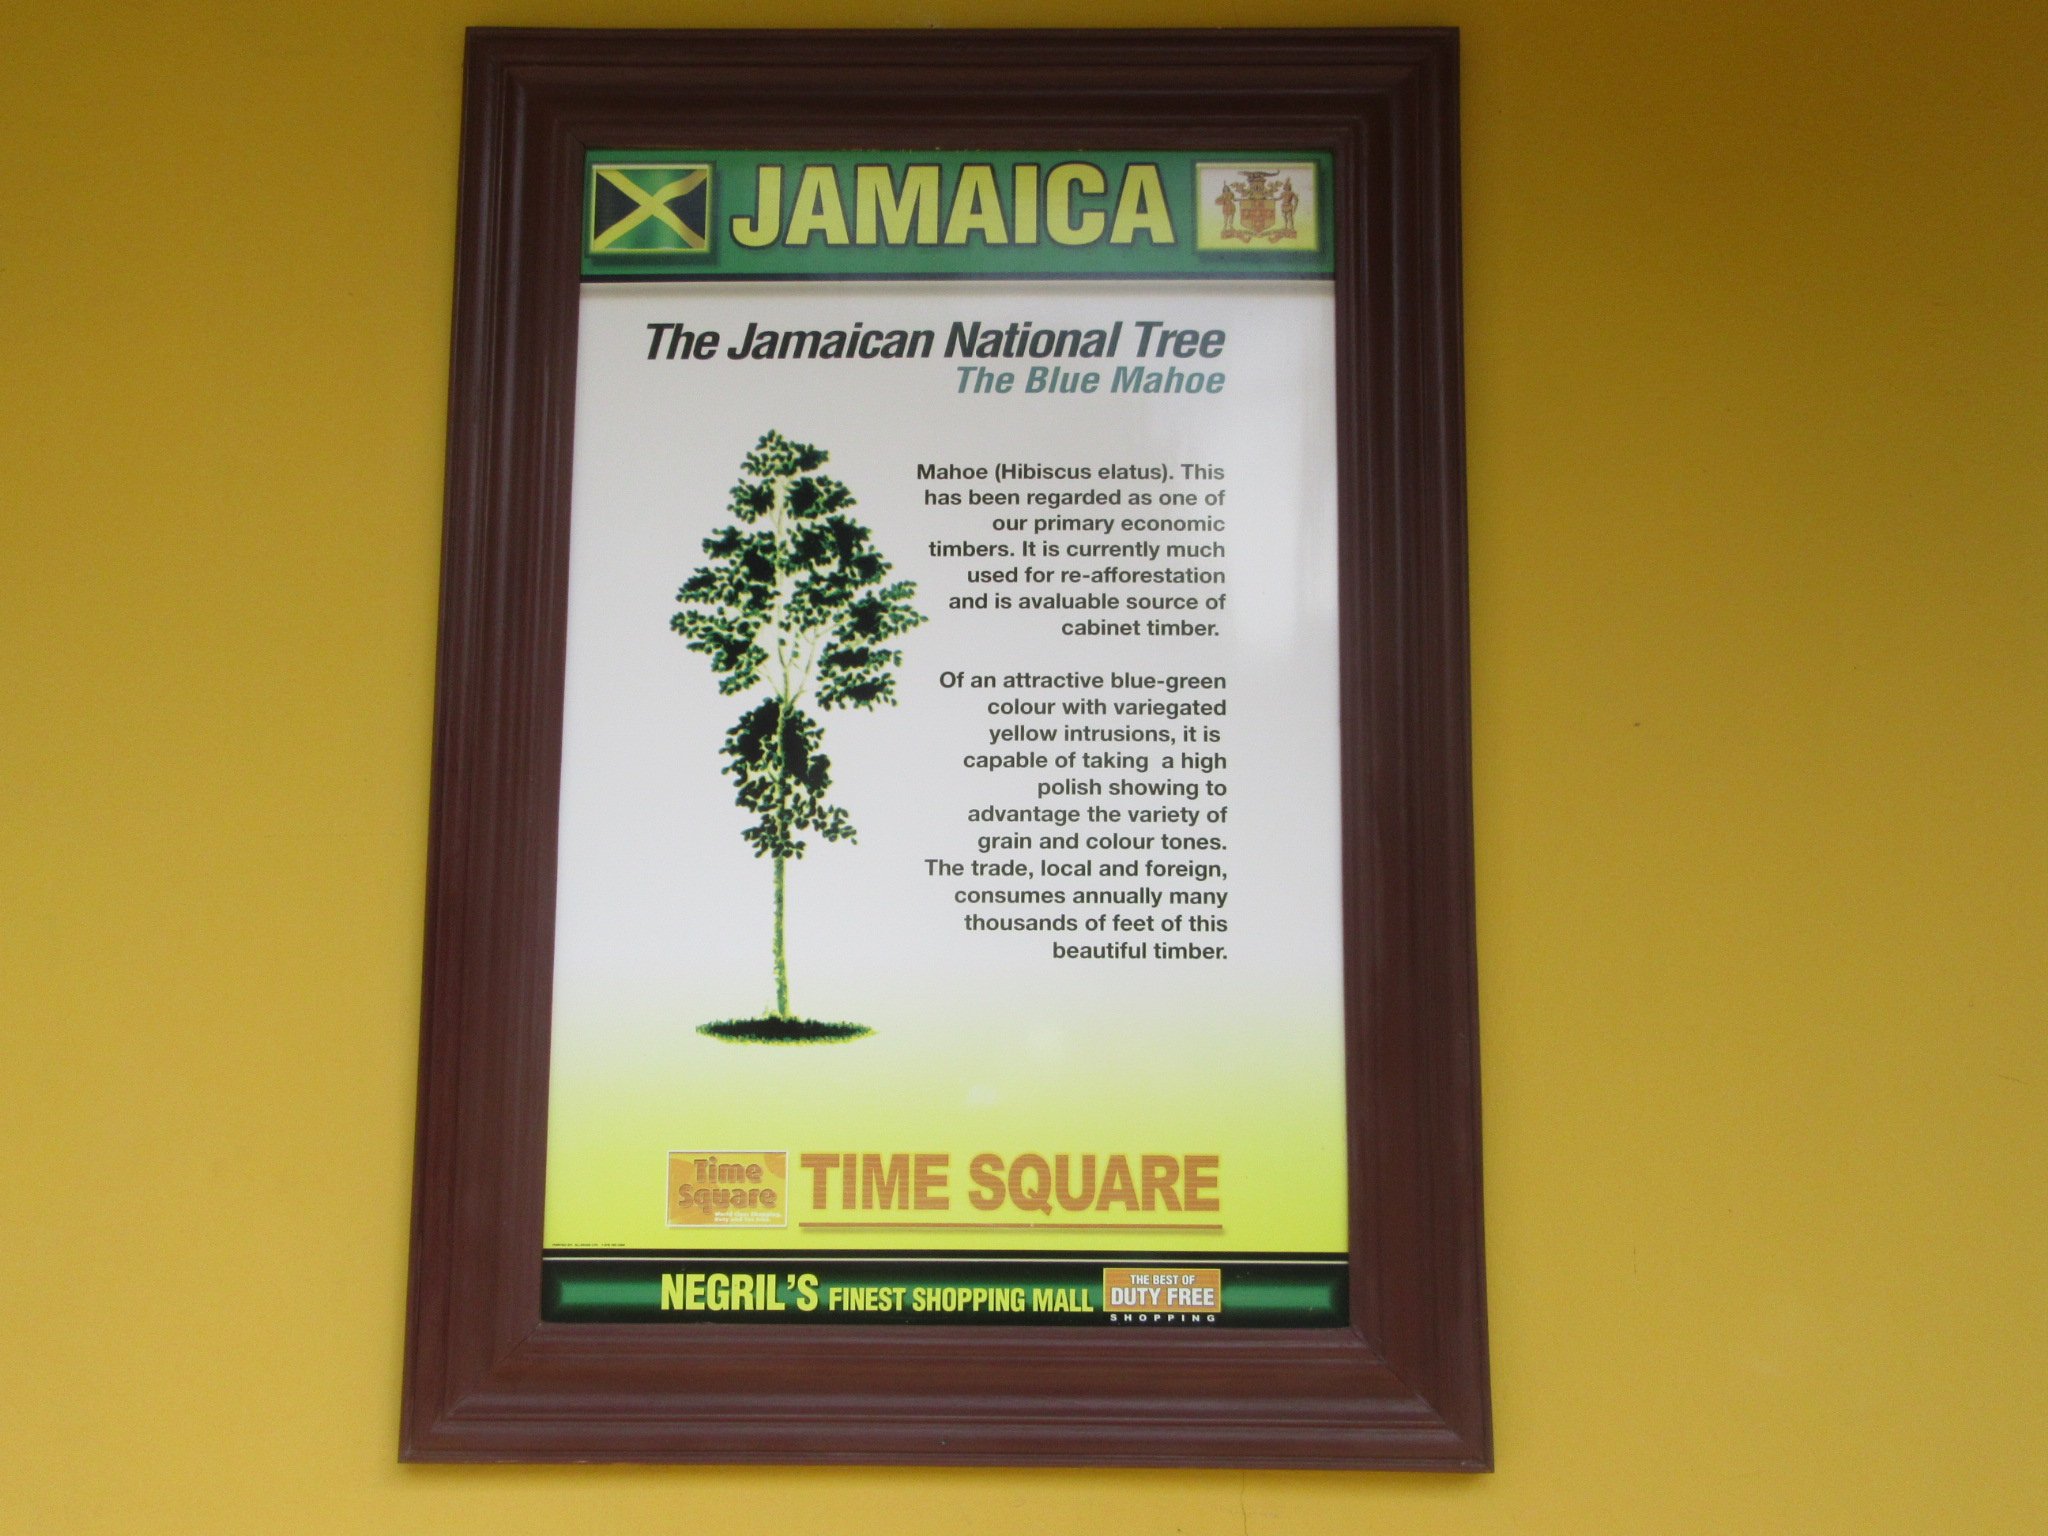 JAMAICA
The Jamaican National Tree
The Blue Mahoe
Mahoe (Hibiscus elatus). This
has been regarded as one of
our primary economic
timbers. It is currently much
used for re-afforestation
and is avaluable source of
cabinet timber.
Of an attractive blue-green
colour with variegated
yellow intrusions, it is
capable of taking a high
polish showing to
advantage the variety of
grain and colour tones.
The trade, local and foreign,
consumes annually many
thousands of feet of this
beautiful timber.
Time
Square
TIME SQUARE
NEGRIL'S FINEST SHOPPING MALL
THE BEST OF
DUTY FREE
SHOPPING